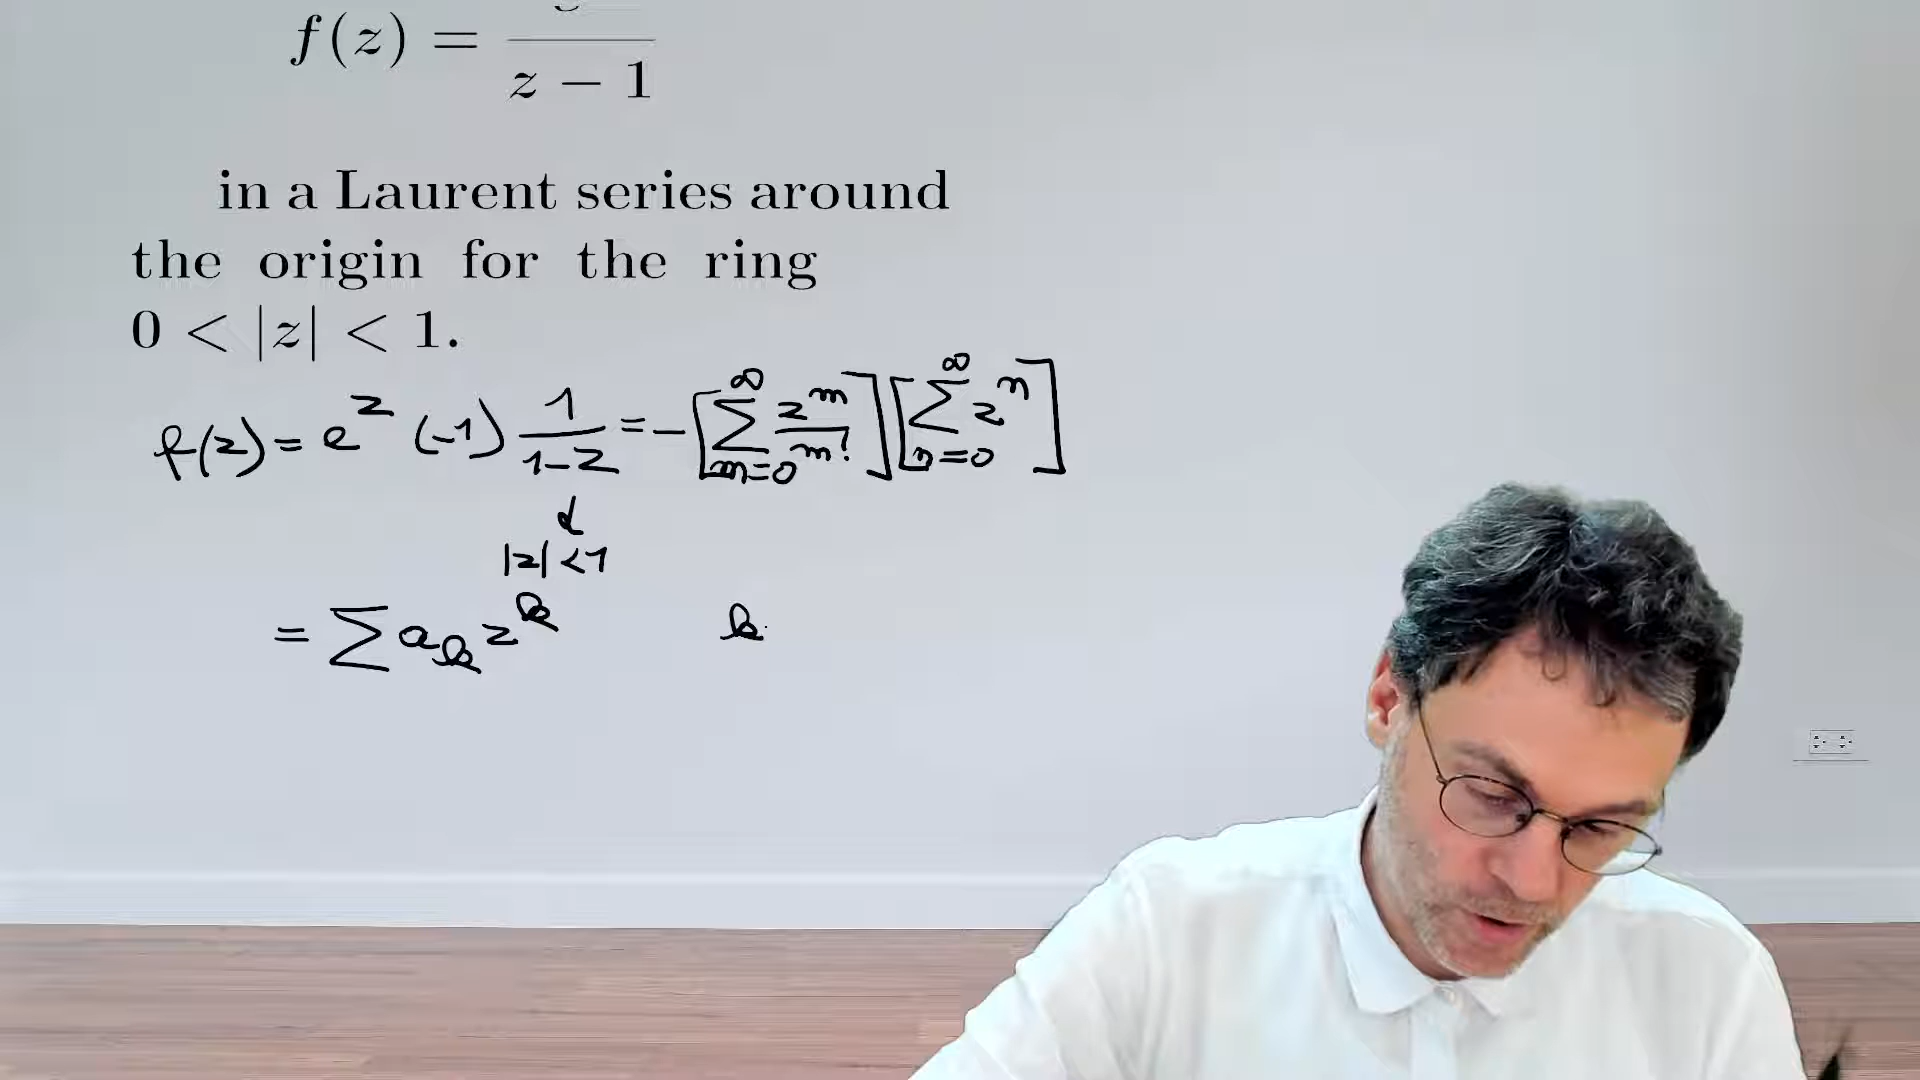 f(z) = z − 1
in a Laurent series around
the origin for the ring
0 < |z| < 1.
f(z) = e^z (-1) 1/(1-z) = -[∑_{m=0}^∞ z^m/m!][∑_{n=0}^∞ z^n]
↓
|z| < 1
= ∑ a_k z^k k